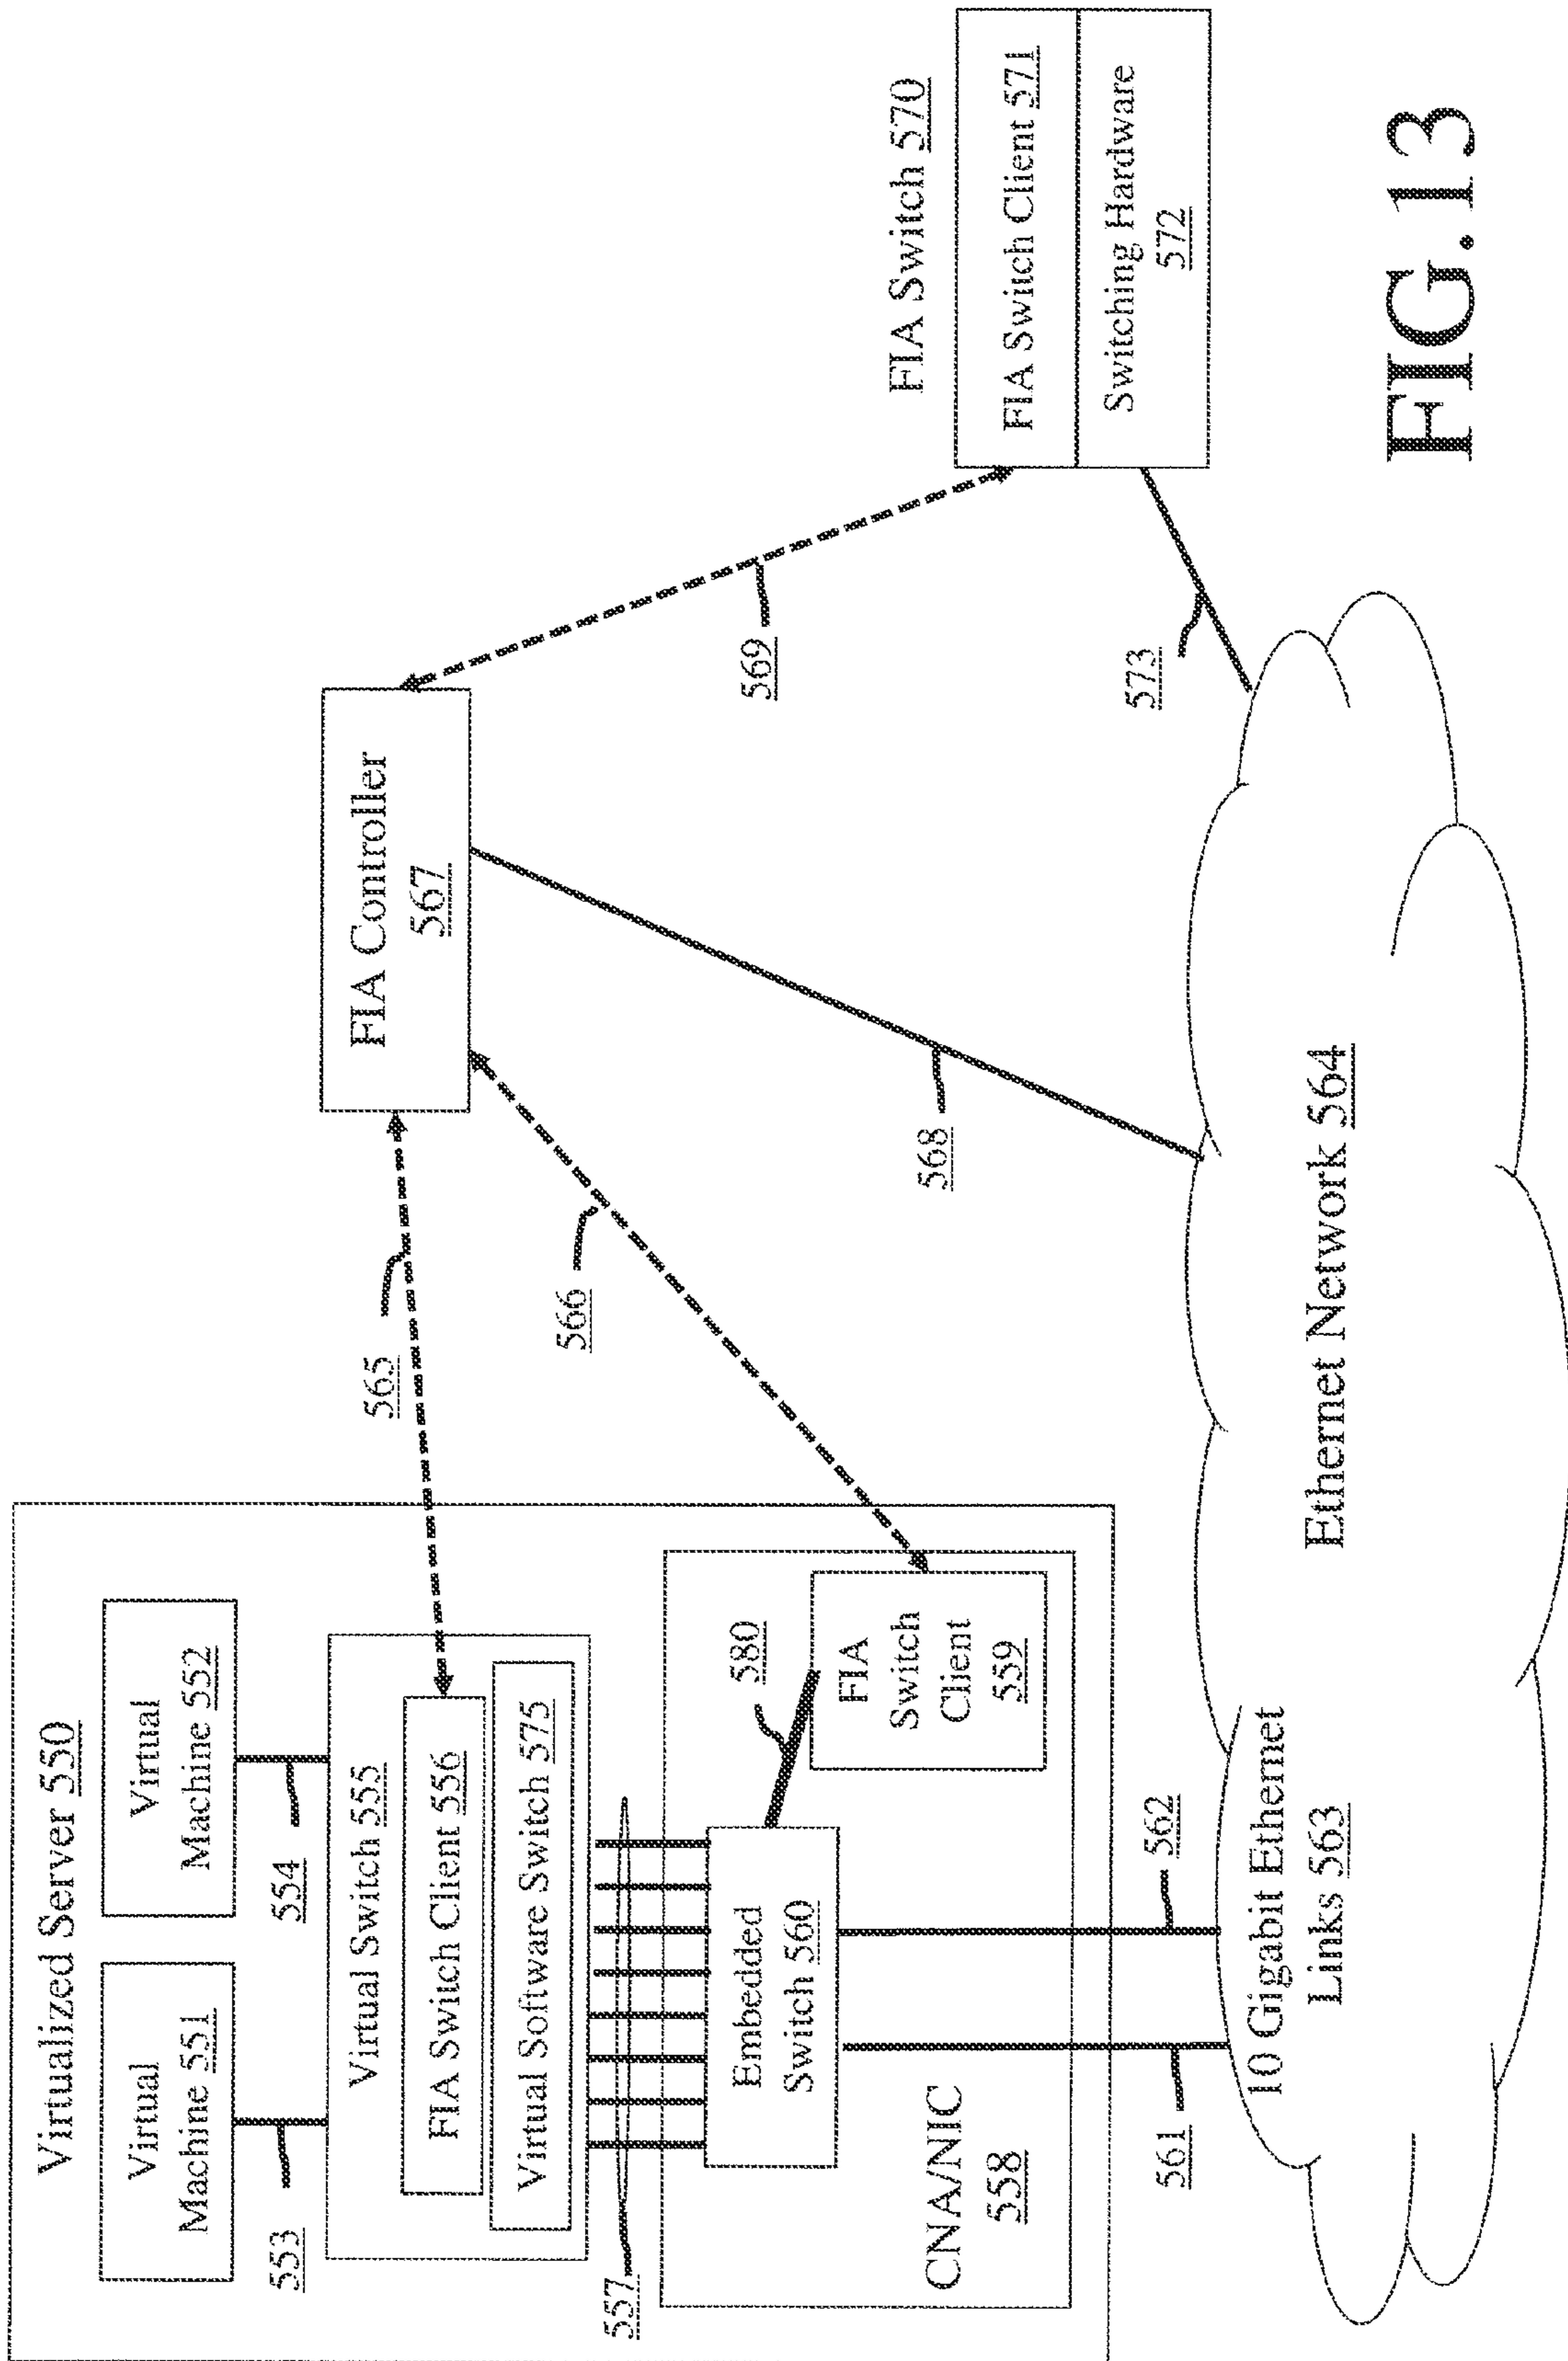 Virtualized Server 550
Virtual
Machine 551
Virtual
Machine 552
553
554
Virtual Switch 555
FIA Switch Client 556
Virtual Software Switch 575
557
Embedded
Switch 560
580
FIA
Switch
Client
559
CNA/NIC
558
561
562
10 Gigabit Ethernet
Links 563
Ethernet Network 564
565
566
FIA Controller
567
568
569
FIA Switch 570
FIA Switch Client 571
Switching Hardware
572
573
FIG.13